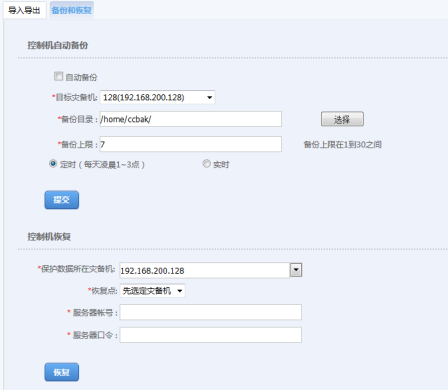 导入导出 备份和恢复
控制机自动备份
自动备份
*目标灾备机: 128(192.168.200.128)
*备份目录: /home/ccbak/ 选择
*备份上限: 7 备份上限在1到30之间
定时（每天凌晨1~3点） 实时
提交
控制机恢复
*保护数据所在灾备机: 192.168.200.128
*恢复点: 先选定灾备机
* 服务器帐号:
* 服务器口令:
恢复